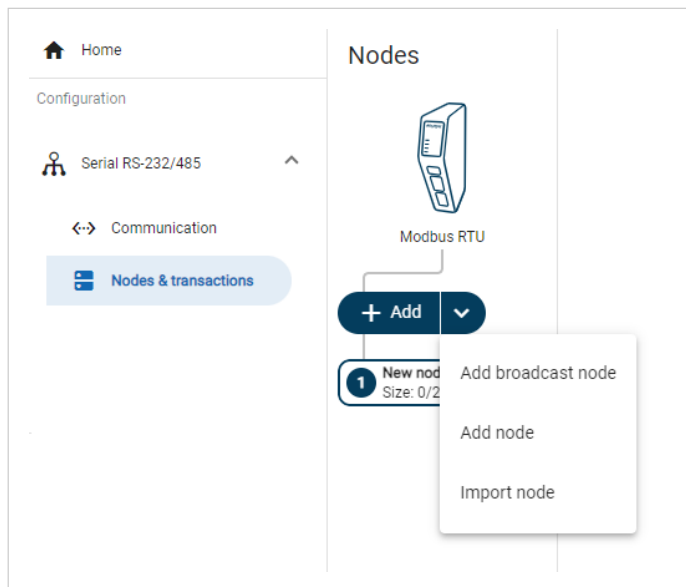 Home
Configuration
Serial RS-232/485
Communication
Nodes & transactions
Nodes
Modbus RTU
Add
1
New nod
Size: 0/2
Add broadcast node
Add node
Import node